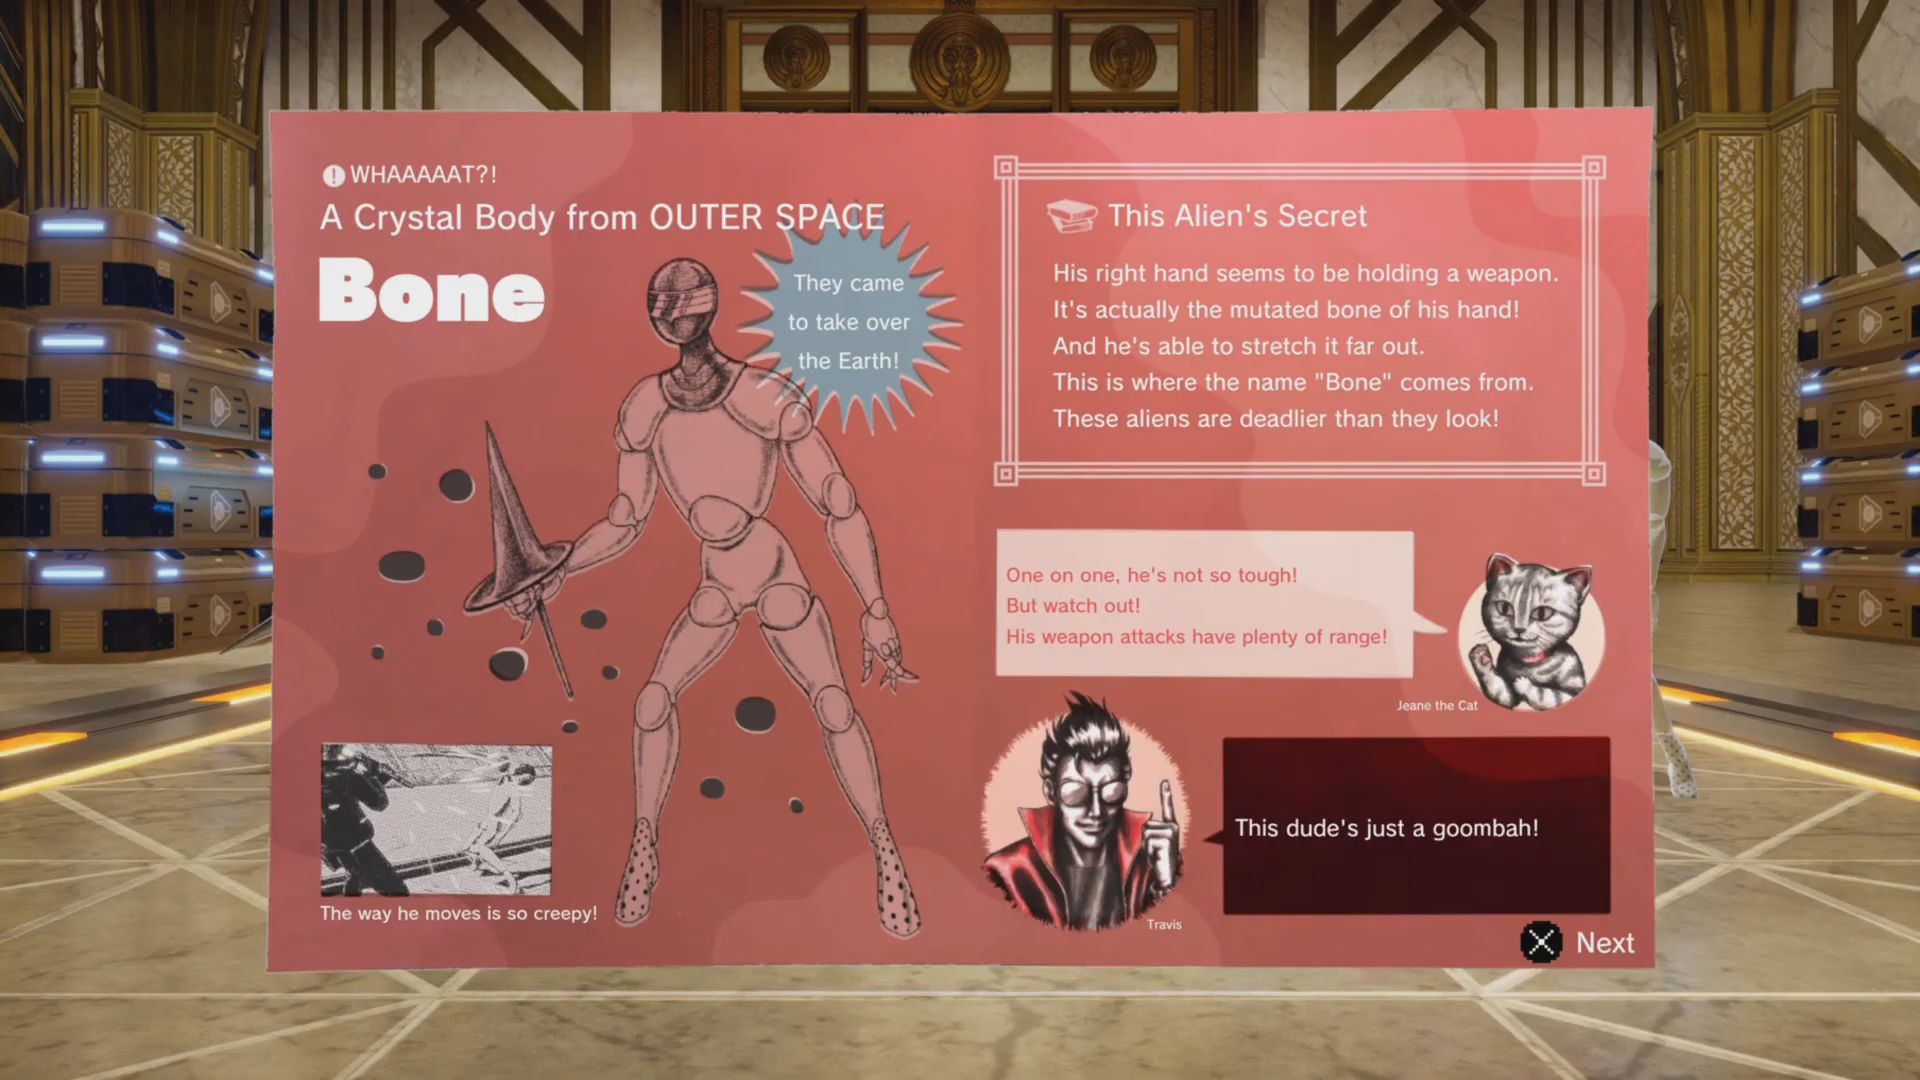 WHAAAAAT?!
A Crystal Body from OUTER SPACE
Bone
They came
to take over
the Earth!
The way he moves is so creepy!
This Alien's Secret
His right hand seems to be holding a weapon.
It's actually the mutated bone of his hand!
And he's able to stretch it far out.
This is where the name "Bone" comes from.
These aliens are deadlier than they look!
One on one, he's not so tough!
But watch out!
His weapon attacks have plenty of range!
Jeane the Cat
This dude's just a goombah!
Travis
Next